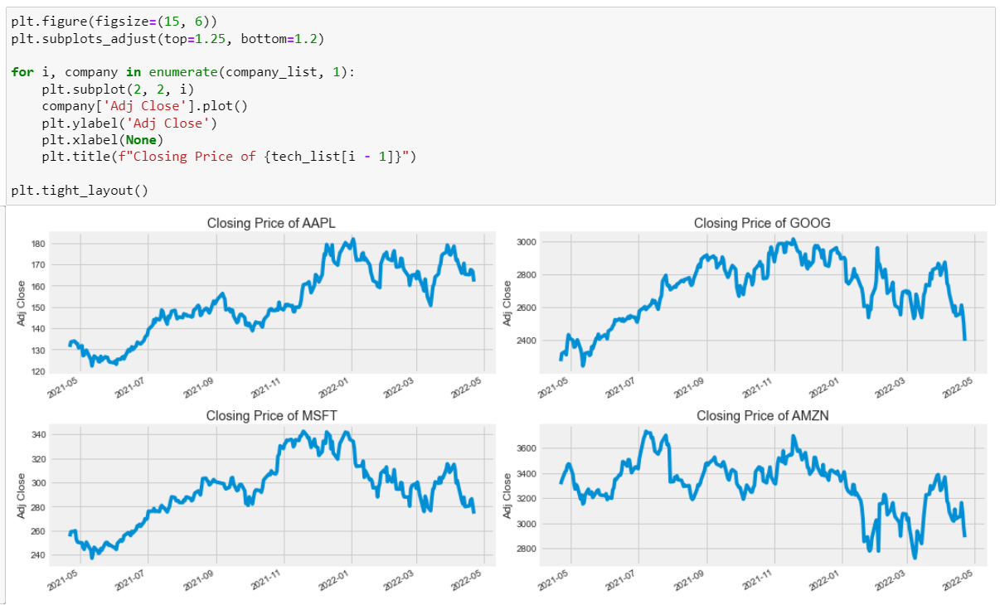 plt.figure(figsize=(15, 6))
plt.subplots_adjust(top=1.25, bottom=1.2)

for i, company in enumerate(company_list, 1):
    plt.subplot(2, 2, i)
    company['Adj Close'].plot()
    plt.ylabel('Adj Close')
    plt.xlabel(None)
    plt.title(f"Closing Price of {tech_list[i - 1]}")

plt.tight_layout()
Closing Price of AAPL
Adj Close
180
170
160
150
140
130
120
2021-05 2021-07 2021-09 2021-11 2022-01 2022-03 2022-05
Closing Price of GOOG
Adj Close
3000
2800
2600
2400
2021-05 2021-07 2021-09 2021-11 2022-01 2022-03 2022-05
Closing Price of MSFT
Adj Close
340
320
300
280
260
240
2021-05 2021-07 2021-09 2021-11 2022-01 2022-03 2022-05
Closing Price of AMZN
Adj Close
3600
3400
3200
3000
2800
2021-05 2021-07 2021-09 2021-11 2022-01 2022-03 2022-05